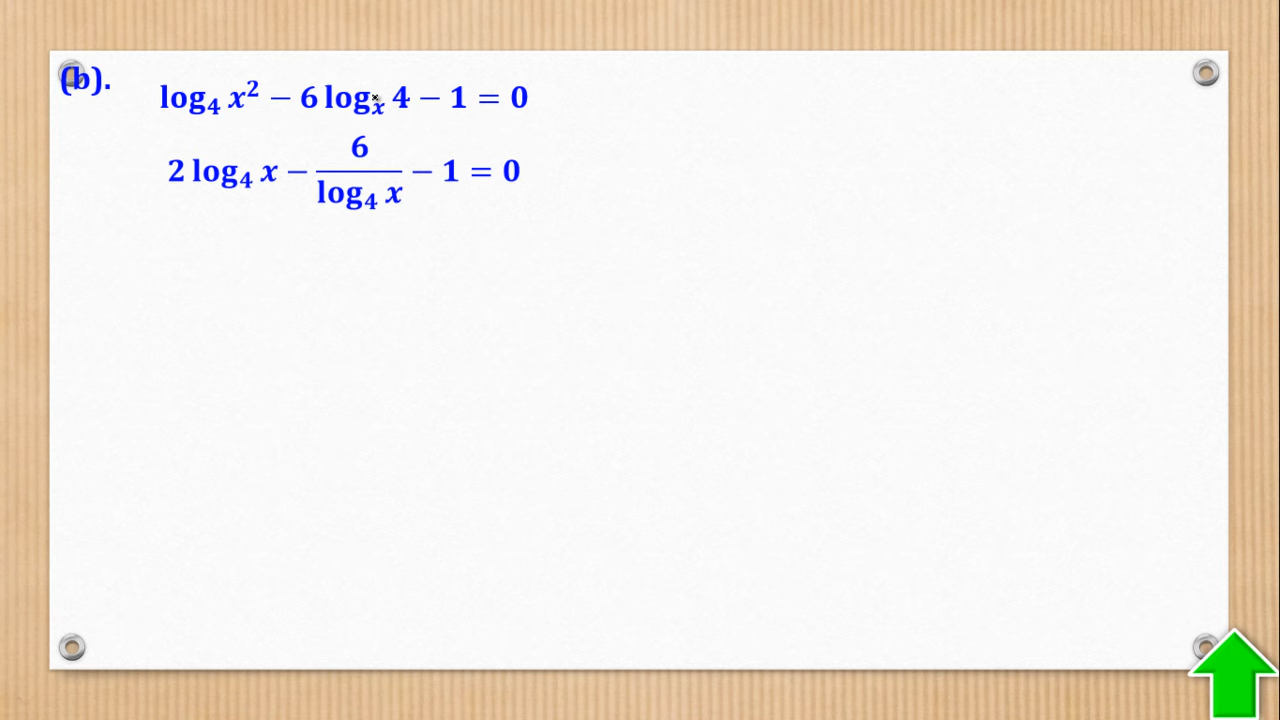 (b).
log₄ x² − 6 logₓ 4 − 1 = 0
2 log₄ x − 6/(log₄ x) − 1 = 0